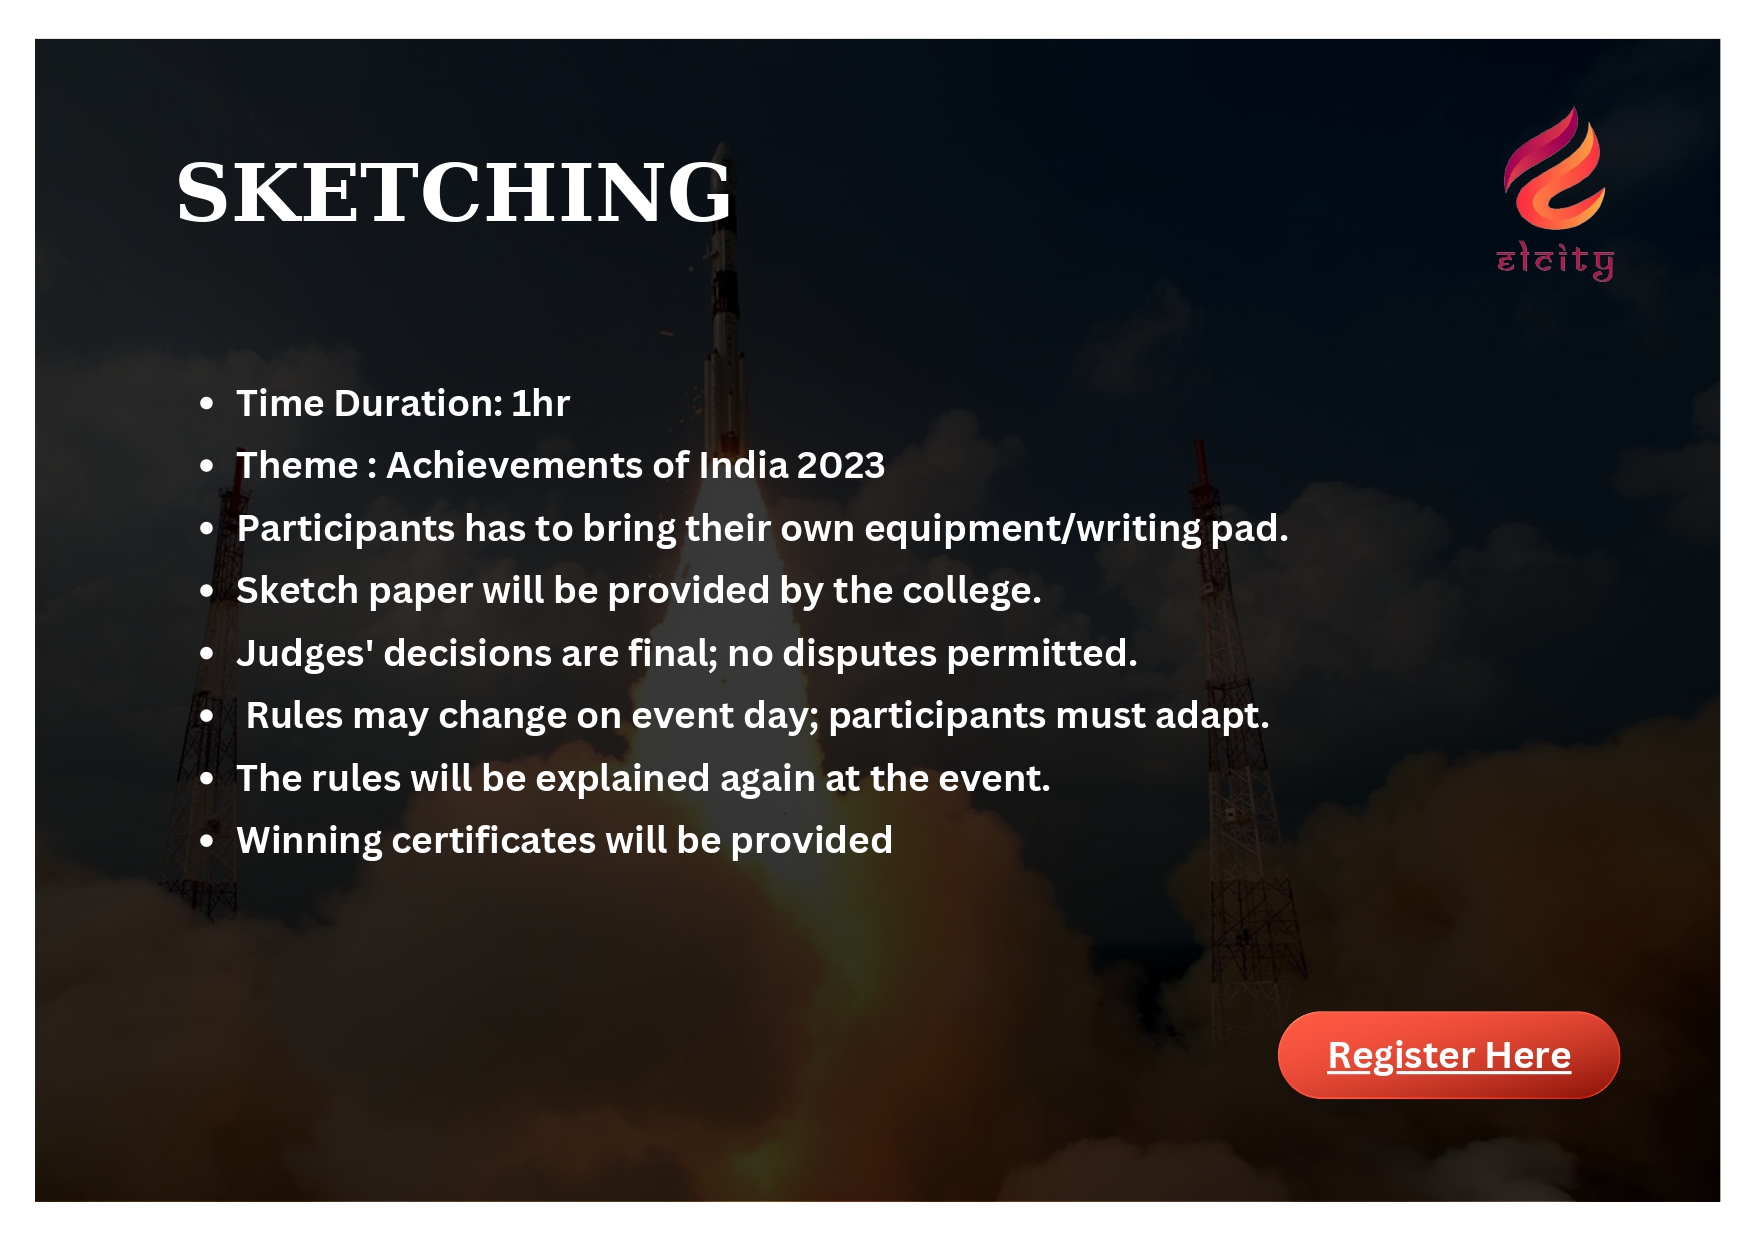 SKETCHING
elcity
• Time Duration: 1hr
• Theme : Achievements of India 2023
• Participants has to bring their own equipment/writing pad.
• Sketch paper will be provided by the college.
• Judges' decisions are final; no disputes permitted.
• Rules may change on event day; participants must adapt.
• The rules will be explained again at the event.
• Winning certificates will be provided
Register Here